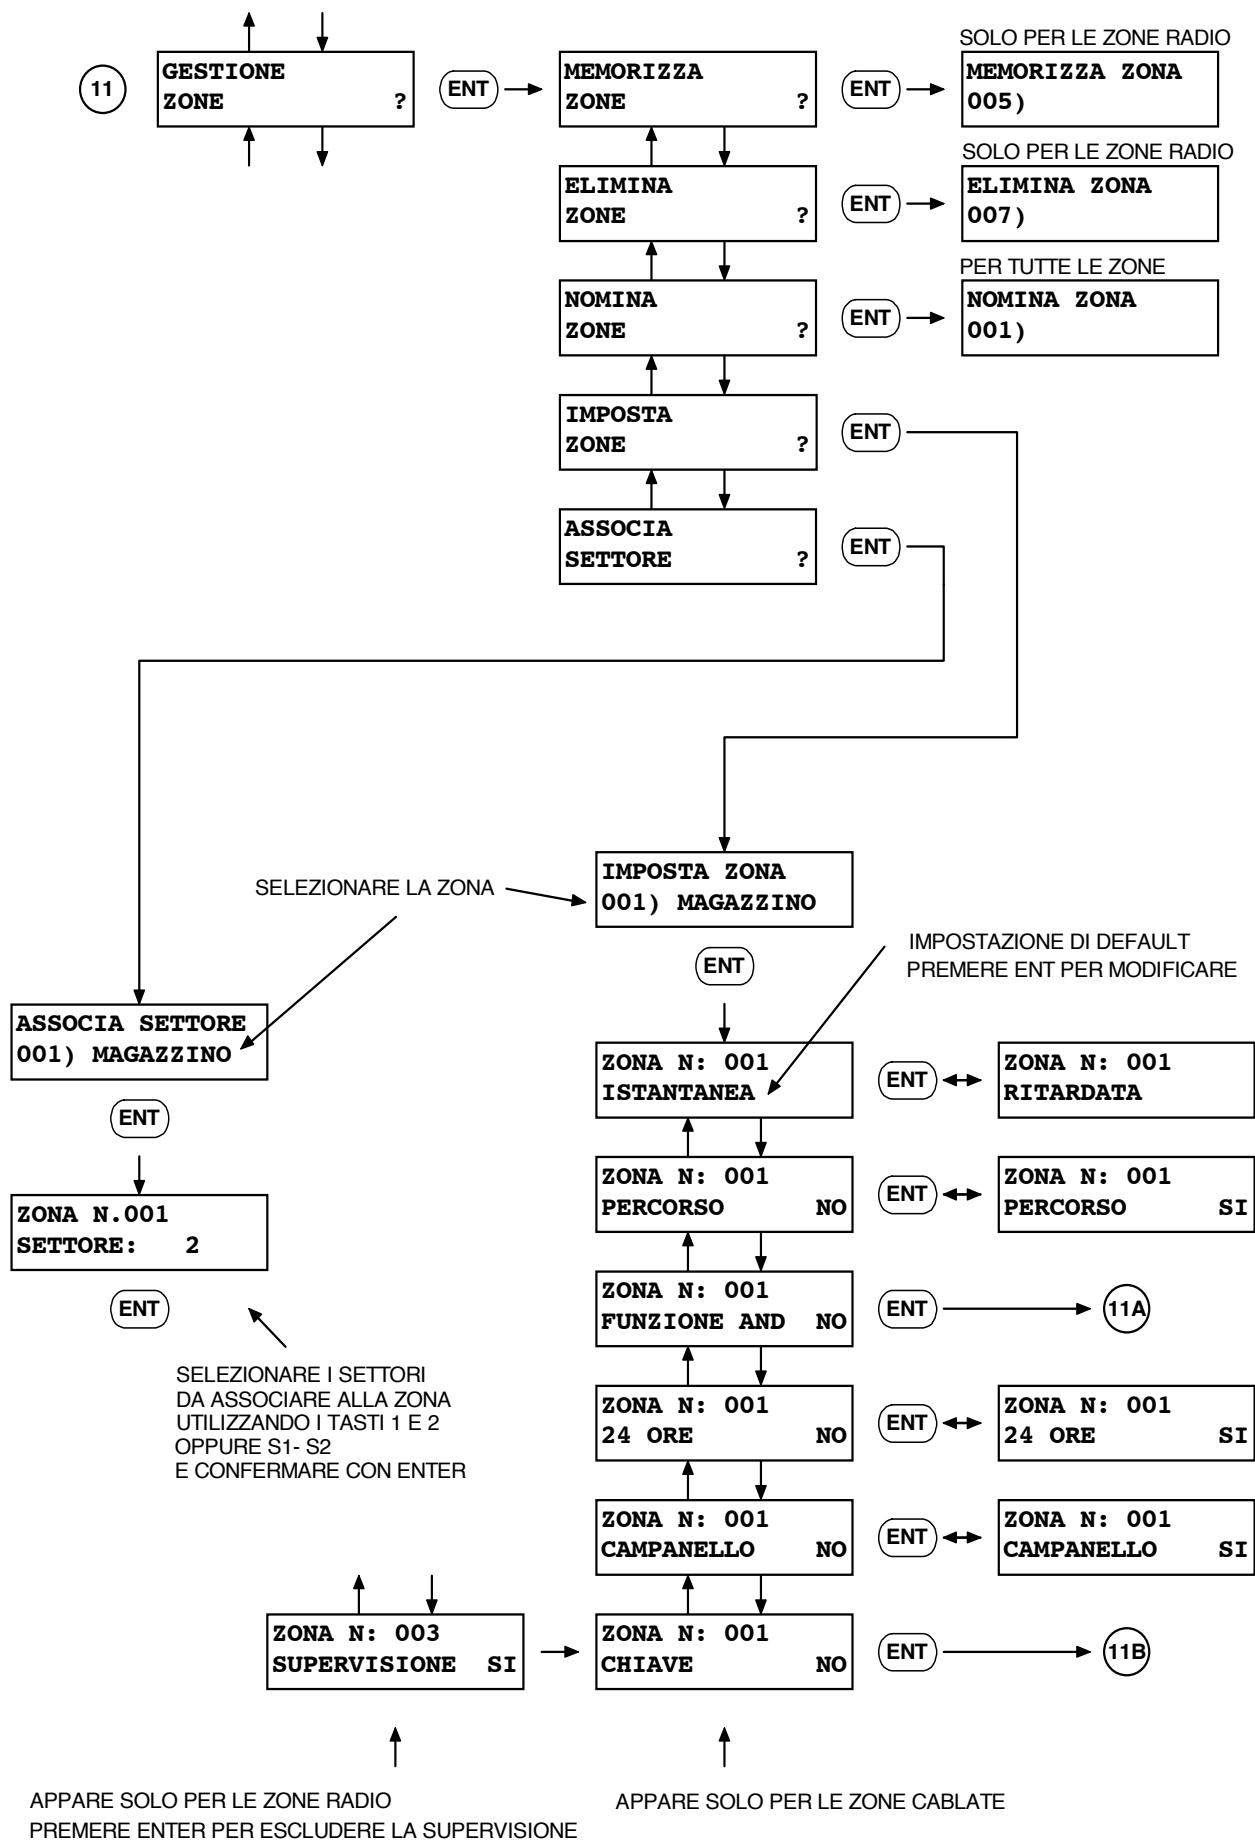 SOLO PER LE ZONE RADIO
11
GESTIONE
ZONE ?
ENT
MEMORIZZA
ZONE ?
ENT
MEMORIZZA ZONA
005)
SOLO PER LE ZONE RADIO
ELIMINA
ZONE ?
ENT
ELIMINA ZONA
007)
PER TUTTE LE ZONE
NOMINA
ZONE ?
ENT
NOMINA ZONA
001)
IMPOSTA
ZONE ?
ENT
ASSOCIA
SETTORE ?
ENT
SELEZIONARE LA ZONA
IMPOSTA ZONA
001) MAGAZZINO
ENT
IMPOSTAZIONE DI DEFAULT
PREMERE ENT PER MODIFICARE
ASSOCIA SETTORE
001) MAGAZZINO
ENT
ZONA N.001
SETTORE: 2
ENT
SELEZIONARE I SETTORI
DA ASSOCIARE ALLA ZONA
UTILIZZANDO I TASTI 1 E 2
OPPURE S1- S2
E CONFERMARE CON ENTER
ZONA N: 001
ISTANTANEA
ENT
ZONA N: 001
RITARDATA
ZONA N: 001
PERCORSO NO
ENT
ZONA N: 001
PERCORSO SI
ZONA N: 001
FUNZIONE AND NO
ENT
11A
ZONA N: 001
24 ORE NO
ENT
ZONA N: 001
24 ORE SI
ZONA N: 001
CAMPANELLO NO
ENT
ZONA N: 001
CAMPANELLO SI
ZONA N: 003
SUPERVISIONE SI
ZONA N: 001
CHIAVE NO
ENT
11B
APPARE SOLO PER LE ZONE RADIO
PREMERE ENTER PER ESCLUDERE LA SUPERVISIONE
APPARE SOLO PER LE ZONE CABLATE